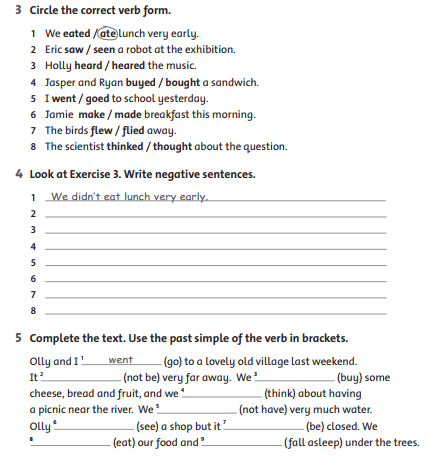 3 Circle the correct verb form.
1 We eated / ate lunch very early.
2 Eric saw / seen a robot at the exhibition.
3 Holly heard / heared the music.
4 Jasper and Ryan buyed / bought a sandwich.
5 I went / goed to school yesterday.
6 Jamie make / made breakfast this morning.
7 The birds flew / flied away.
8 The scientist thinked / thought about the question.
4 Look at Exercise 3. Write negative sentences.
1 We didn't eat lunch very early.
2
3
4
5
6
7
8
5 Complete the text. Use the past simple of the verb in brackets.
Olly and I ¹ went (go) to a lovely old village last weekend.
It ² (not be) very far away. We ³ (buy) some
cheese, bread and fruit, and we ⁴ (think) about having
a picnic near the river. We ⁵ (not have) very much water.
Olly ⁶ (see) a shop but it ⁷ (be) closed. We
⁸ (eat) our food and ⁹ (fall asleep) under the trees.